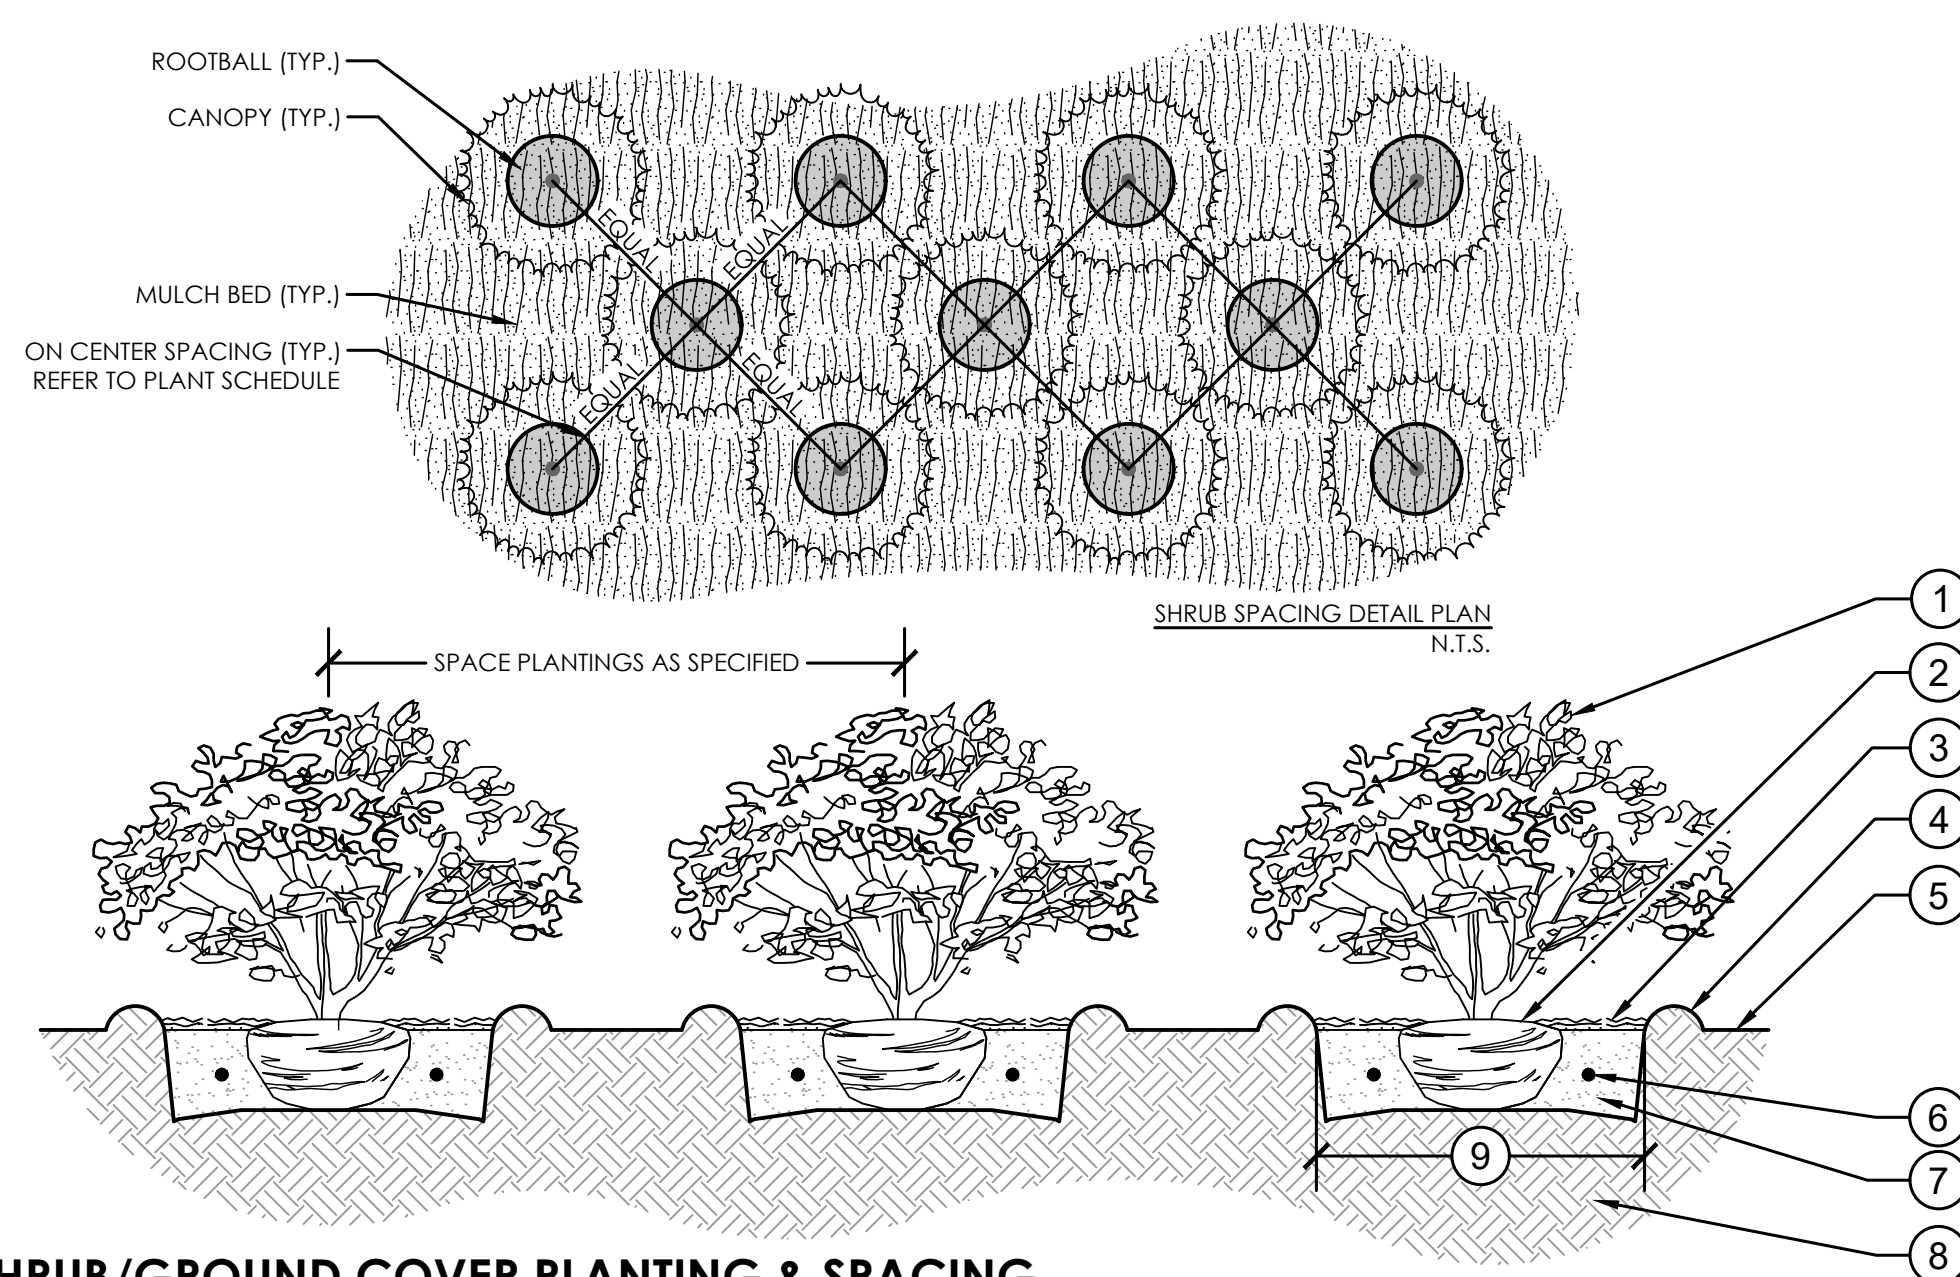 ROOTBALL (TYP.)
CANOPY (TYP.)
MULCH BED (TYP.)
ON CENTER SPACING (TYP.)
REFER TO PLANT SCHEDULE
EQUAL
EQUAL
EQUAL
EQUAL
SHRUB SPACING DETAIL PLAN
N.T.S.
SPACE PLANTINGS AS SPECIFIED
1
2
3
4
5
6
7
8
9
HRUB/GROUND COVER PLANTING & SPACING